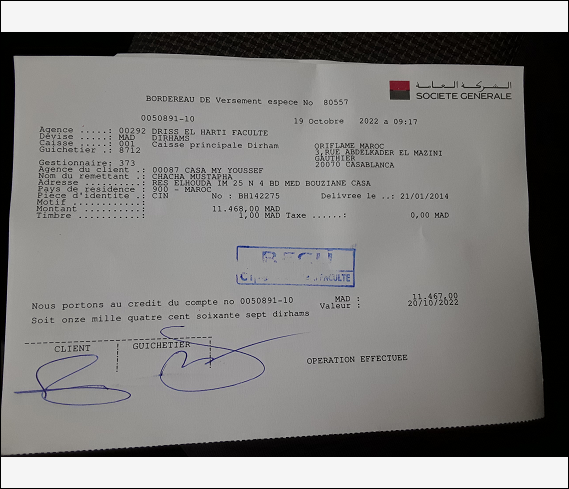 الشركة العامة
SOCIETE GENERALE
BORDEREAU DE Versement espece No 80557
0050891-10 19 Octobre 2022 a 09:17
Agence .....: 00292 DRISS EL HARTI FACULTE
Devise .....: MAD DIRHAMS
Caisse .....: 001 Caisse principale Dirham ORIFLAME MAROC
Guichetier .: 8712 3,RUE ABDELKADER EL MAZINI
GAUTHIER
20070 CASABLANCA
Gestionnaire: 373
Agence du client .: 00087 CASA MY YOUSSEF
Nom du remettant .: CHACHA MUSTAPHA
Adresse ..........: RES ELHOUDA IM 25 N 4 BD MED BOUZIANE CASA
Pays de residence : 900 - MAROC
Piece d'identite .: CIN No : BH142275 Delivree le ..: 21/01/2014
Motif ...........:
Montant ..........: 11.468,00 MAD
Timbre ...........: 1,00 MAD Taxe ......: 0,00 MAD
RECU
FACULTE
Nous portons au credit du compte no 0050891-10 MAD : 11.467,00
Valeur : 20/10/2022
Soit onze mille quatre cent soixante sept dirhams
CLIENT GUICHETIER
OPERATION EFFECTUEE